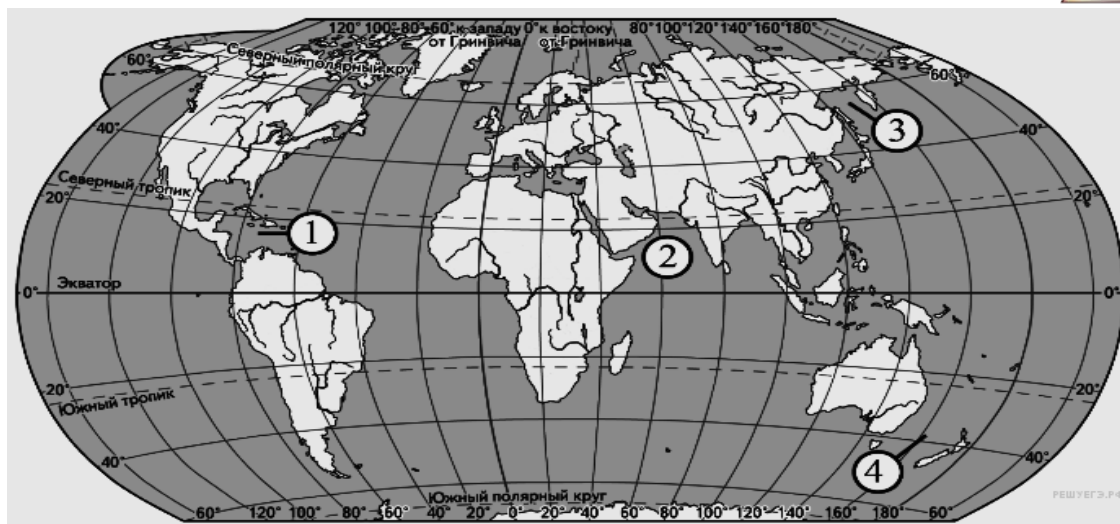 120° 100° 80° 60° к западу 0° к востоку 80° 100° 120° 140° 160° 180°
от Гринвича от Гринвича
60° Северный полярный круг 60°
3
40° 40°
Северный тропик
20° 20°
1
2
Экватор
0° 0°
20° 20°
Южный тропик
40° 40°
4
Южный полярный круг
60° 120° 100° 80° 60° 40° 20° 0° 20° 40° 60° 80° 100° 120° 140° 160° 180° 60°
РЕШУЕГЭ.РФ